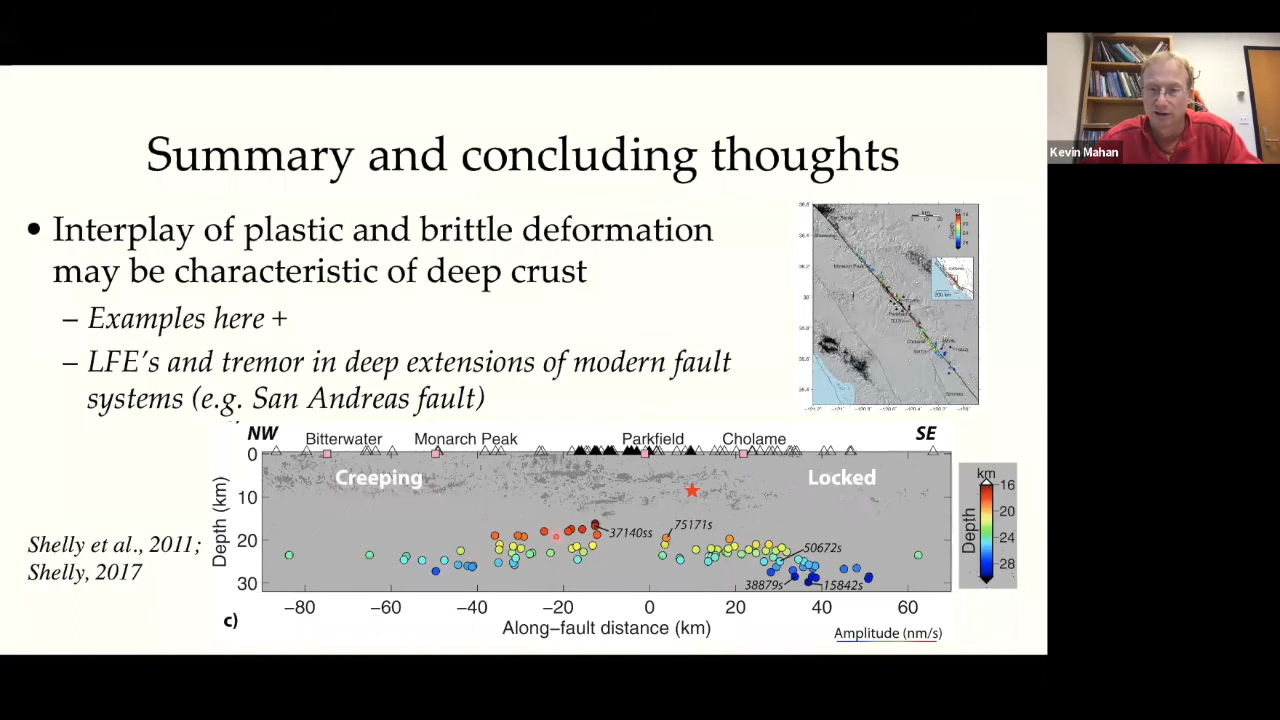 Summary and concluding thoughts
• Interplay of plastic and brittle deformation
may be characteristic of deep crust
– Examples here +
– LFE's and tremor in deep extensions of modern fault
systems (e.g. San Andreas fault)
Kevin Mahan
NW
SE
Bitterwater
Monarch Peak
Parkfield
Cholame
Creeping
Locked
0
10
20
30
Depth (km)
37140ss
75171s
50672s
38879s
15842s
−80
−60
−40
−20
0
20
40
60
Along−fault distance (km)
c)
Amplitude (nm/s)
km
16
20
24
28
Depth
Shelly et al., 2011;
Shelly, 2017